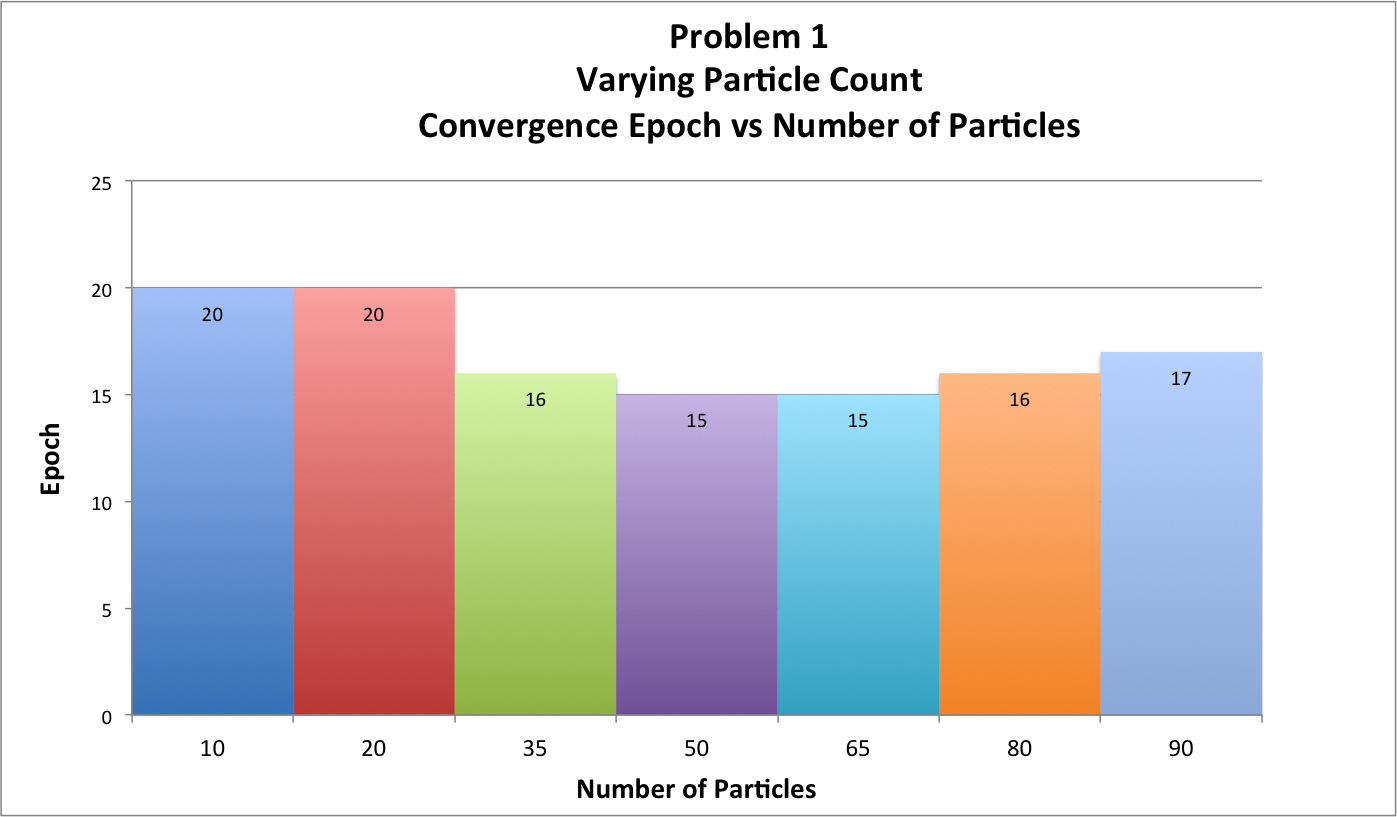 Problem 1
Varying Particle Count
Convergence Epoch vs Number of Particles
25
20
15
10
5
0
Epoch
20
20
16
15
15
16
17
10 20 35 50 65 80 90
Number of Particles